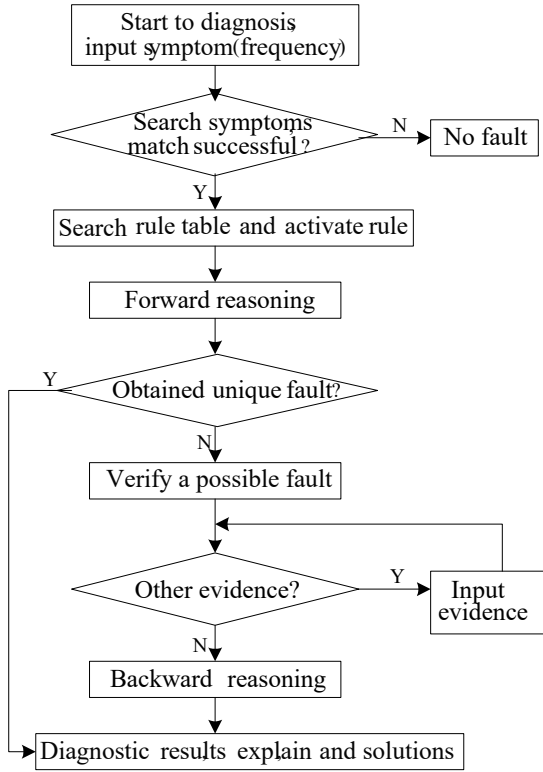 Start to diagnosis,
input symptom(frequency)
Search symptoms
match successful?
N
No fault
Y
Search rule table and activate rule
Forward reasoning
Y
Obtained unique fault?
N
Verify a possible fault
Other evidence?
Y
Input
evidence
N
Backward reasoning
Diagnostic results, explain and solutions